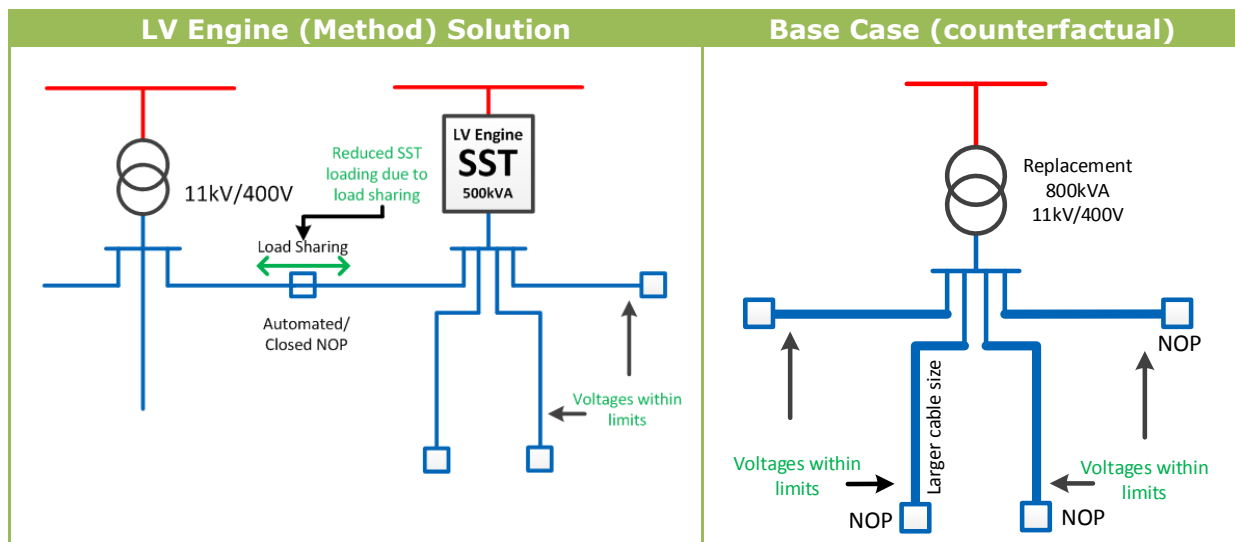 LV Engine (Method) Solution
Base Case (counterfactual)
LV Engine
SST
500kVA
Reduced SST
loading due to
load sharing
11kV/400V
Load Sharing
Automated/
Closed NOP
Voltages within
limits
Replacement
800kVA
11kV/400V
NOP
Larger cable size
Voltages within
limits
Voltages within
limits
NOP
NOP